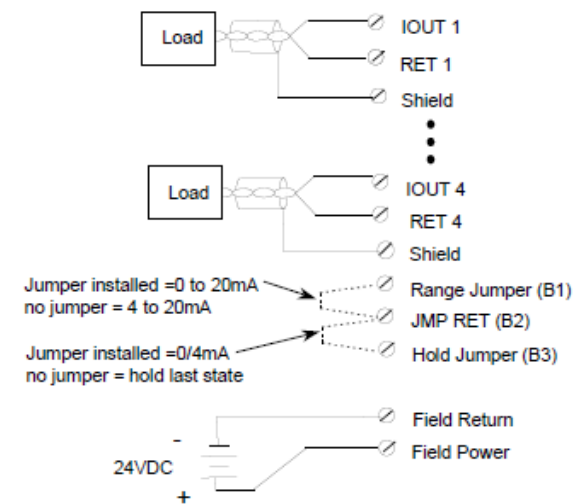 Load
IOUT 1
RET 1
Shield
Load
IOUT 4
RET 4
Shield
Jumper installed =0 to 20mA
no jumper = 4 to 20mA
Range Jumper (B1)
JMP RET (B2)
Jumper installed =0/4mA
no jumper = hold last state
Hold Jumper (B3)
Field Return
-
Field Power
24VDC
+